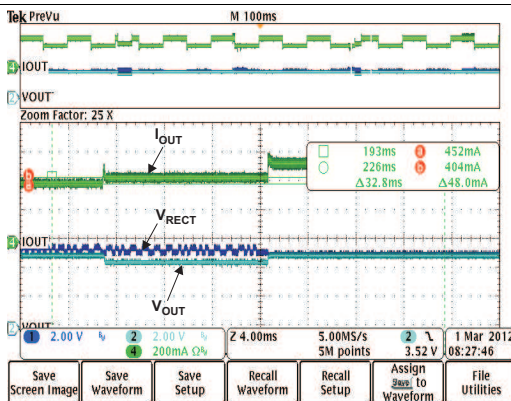 Tek PreVu M 100ms
4 IOUT
2 VOUT
Zoom Factor: 25 X
IOUT
193ms a 452mA
226ms b 404mA
Δ32.8ms Δ48.0mA
b
a
VRECT
4 IOUT
VOUT
2 VOUT
1 2.00 V 2 2.00 V Z 4.00ms 5.00MS/s 2 1 Mar 2012
4 200mA Ω 5M points 3.52 V 08:27:46
Save Screen Image
Save Waveform
Save Setup
Recall Waveform
Recall Setup
Assign Save to Waveform
File Utilities